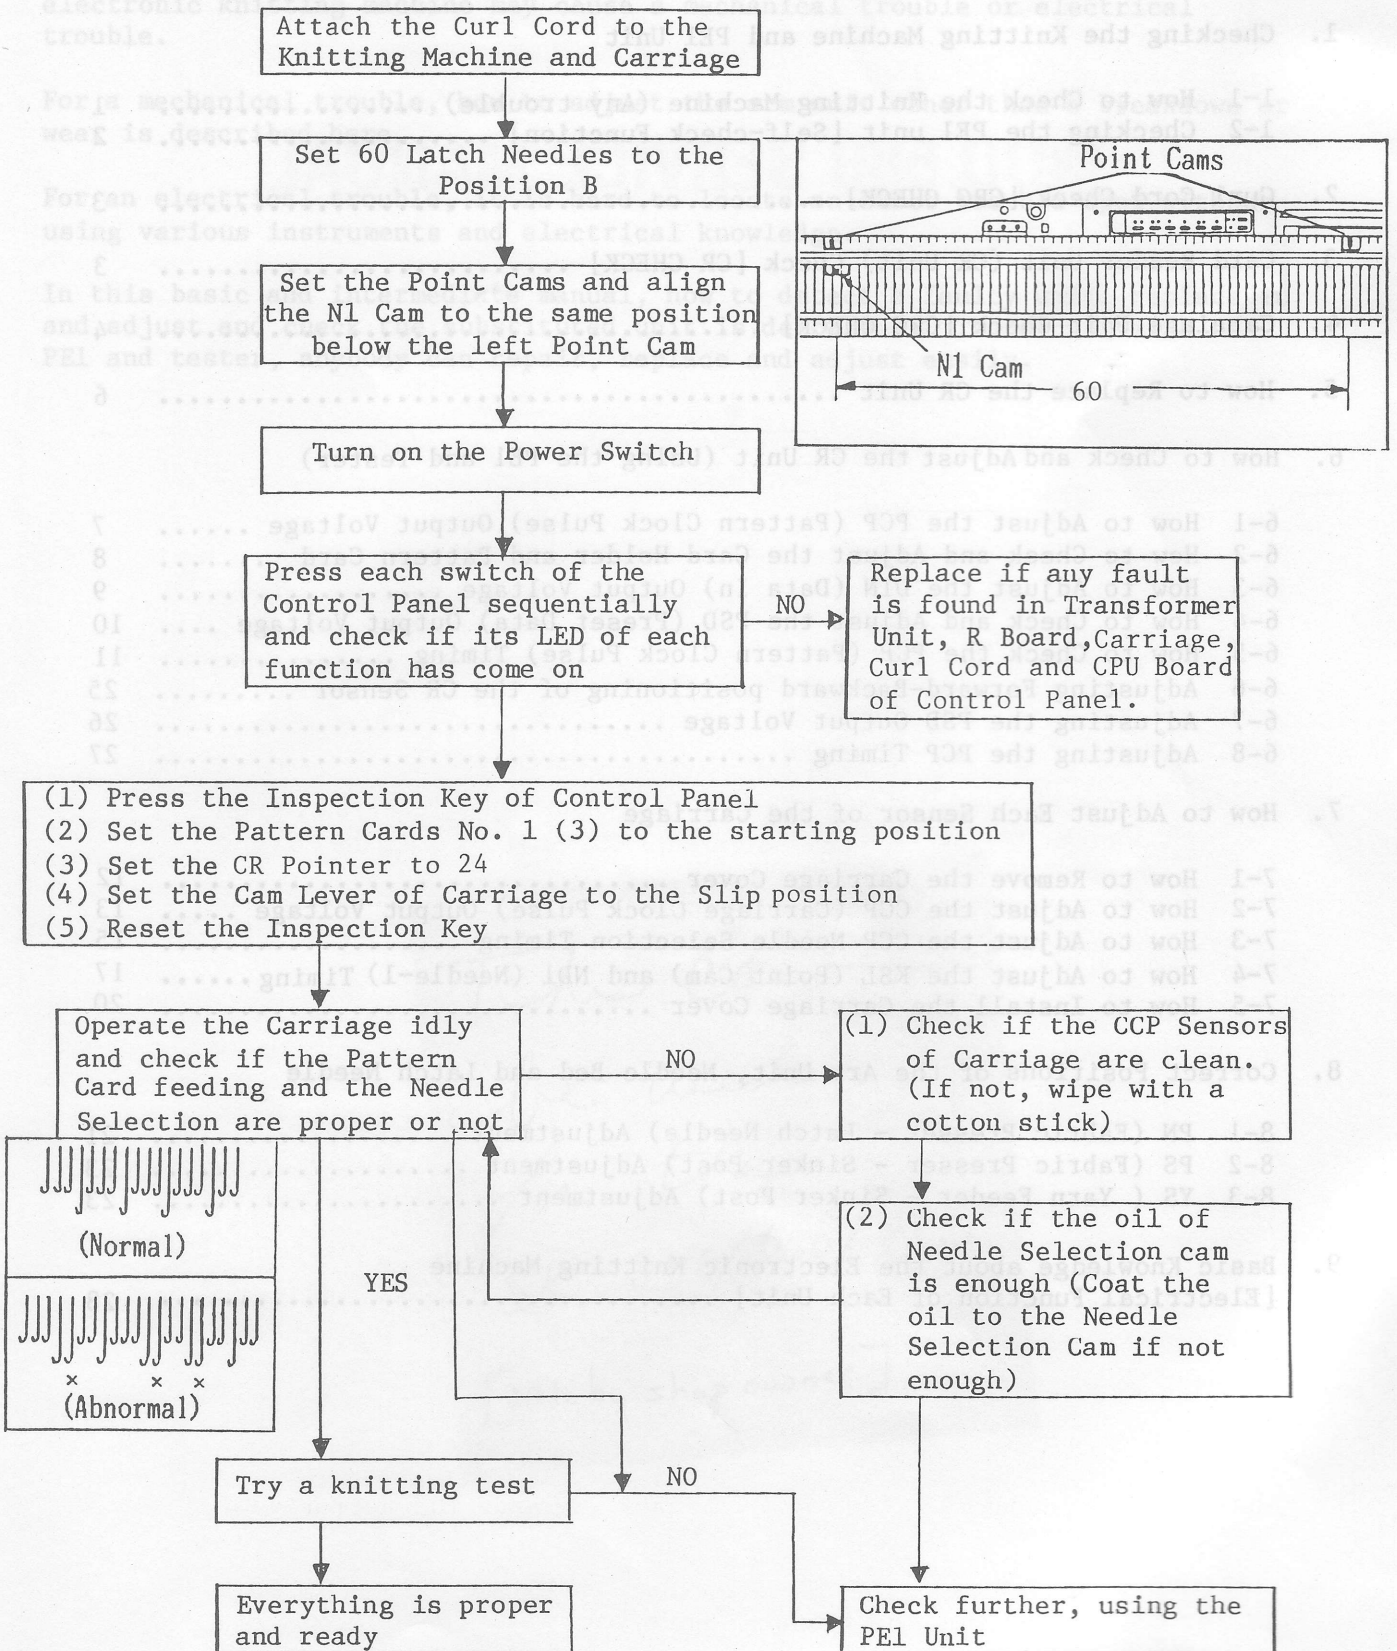 Attach the Curl Cord to the
Knitting Machine and Carriage
Set 60 Latch Needles to the
Position B
Point Cams
N1 Cam
60
Set the Point Cams and align
the N1 Cam to the same position
below the left Point Cam
Turn on the Power Switch
Press each switch of the
Control Panel sequentially
and check if its LED of each
function has come on
NO
Replace if any fault
is found in Transformer
Unit, R Board, Carriage,
Curl Cord and CPU Board
of Control Panel.
(1) Press the Inspection Key of Control Panel
(2) Set the Pattern Cards No. 1 (3) to the starting position
(3) Set the CR Pointer to 24
(4) Set the Cam Lever of Carriage to the Slip position
(5) Reset the Inspection Key
Operate the Carriage idly
and check if the Pattern
Card feeding and the Needle
Selection are proper or not
NO
(1) Check if the CCP Sensors
of Carriage are clean.
(If not, wipe with a
cotton stick)
(Normal)
x x x
(Abnormal)
YES
(2) Check if the oil of
Needle Selection cam
is enough (Coat the
oil to the Needle
Selection Cam if not
enough)
Try a knitting test
NO
Everything is proper
and ready
Check further, using the
PE1 Unit